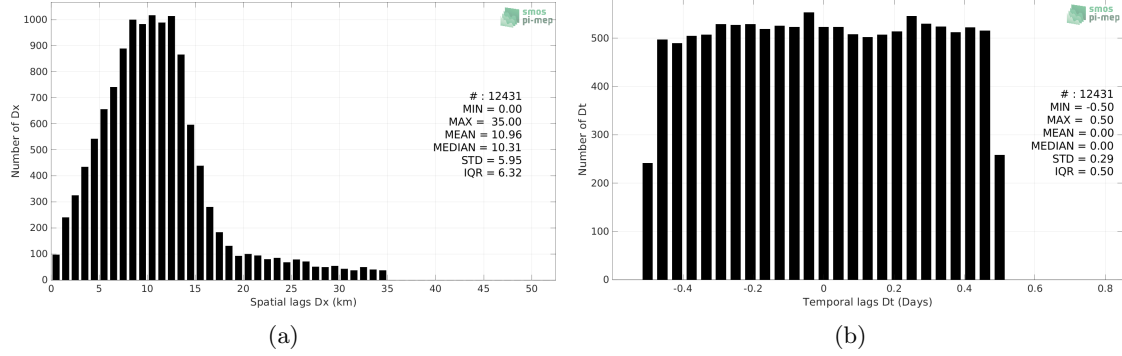 smos
pi-mep
1000
900
800
700
600
500
400
300
200
100
0
Number of Dx
# : 12431
MIN = 0.00
MAX = 35.00
MEAN = 10.96
MEDIAN = 10.31
STD = 5.95
IQR = 6.32
0 5 10 15 20 25 30 35 40 45 50
Spatial lags Dx (km)
(a)
smos
pi-mep
500
400
300
200
100
0
Number of Dt
# : 12431
MIN = -0.50
MAX = 0.50
MEAN = 0.00
MEDIAN = 0.00
STD = 0.29
IQR = 0.50
-0.4 -0.2 0 0.2 0.4 0.6 0.8
Temporal lags Dt (Days)
(b)